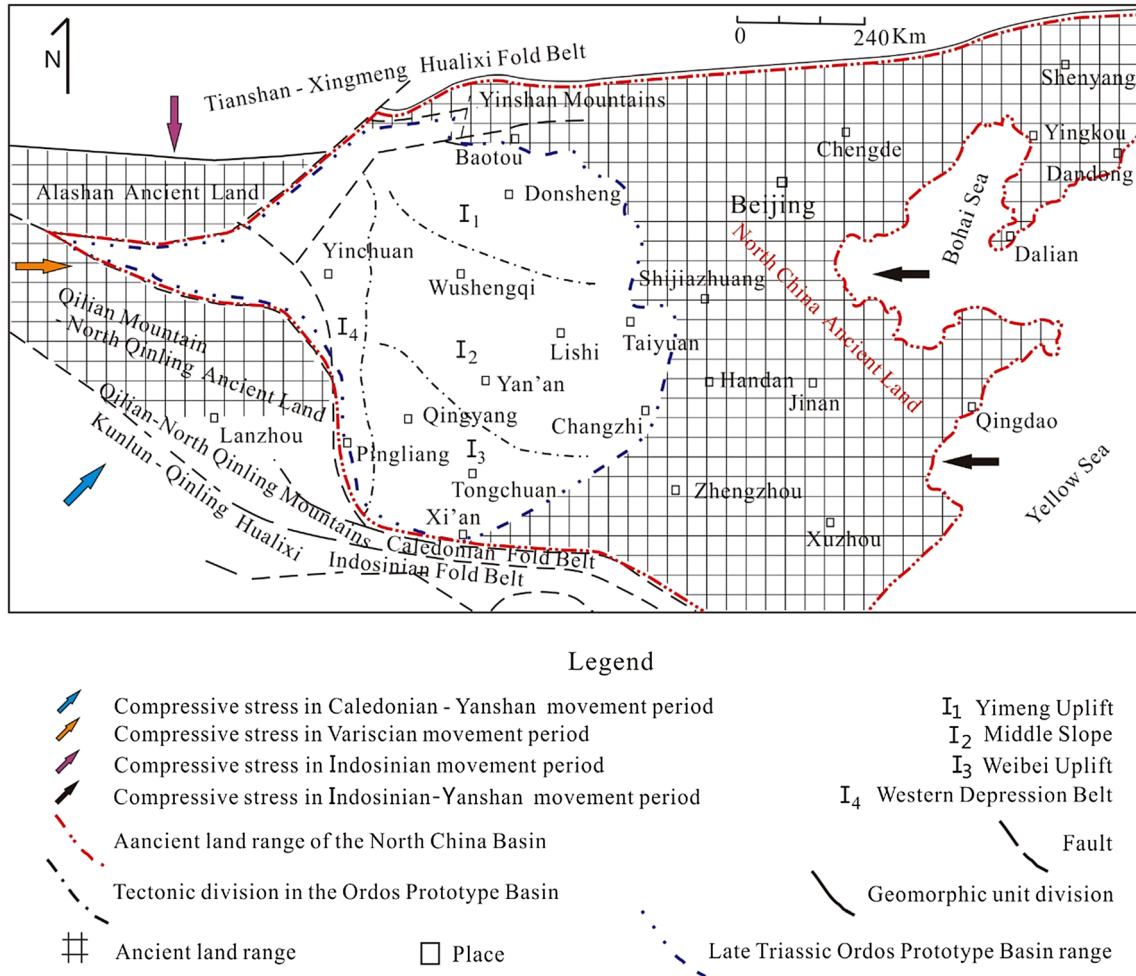 N
0 240 Km
Tianshan - Xingmeng Hualixi Fold Belt
Yinshan Mountains
Shenyang
Baotou
Chengde
Yingkou
Dandong
Alashan Ancient Land
Donsheng
Beijing
Bohai Sea
I1
Dalian
Yinchuan
Wushengqi
Shijiazhuang
North China Ancient Land
Qilian Mountain
- North Qinling Ancient Land
I4
I2
Lishi
Taiyuan
Yan'an
Handan
Jinan
Qingyang
Changzhi
Qingdao
Lanzhou
Pingliang
I3
Tongchuan
Zhengzhou
Yellow Sea
Xi'an
Xuzhou
Qilian-North Qinling Mountains
Caledonian Fold Belt
Kunlun - Qinling Hualixi
Indosinian Fold Belt
Legend
Compressive stress in Caledonian - Yanshan movement period
Compressive stress in Variscian movement period
Compressive stress in Indosinian movement period
Compressive stress in Indosinian-Yanshan movement period
Aancient land range of the North China Basin
Tectonic division in the Ordos Prototype Basin
Ancient land range
Place
I1 Yimeng Uplift
I2 Middle Slope
I3 Weibei Uplift
I4 Western Depression Belt
Fault
Geomorphic unit division
Late Triassic Ordos Prototype Basin range